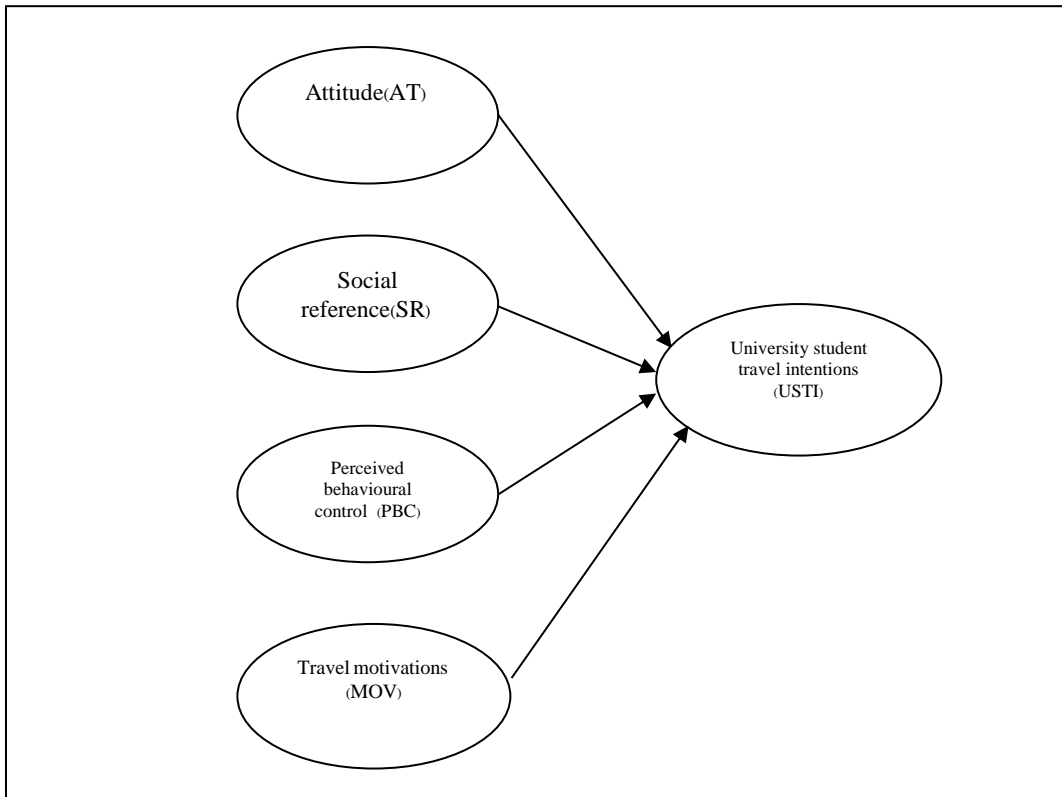 Attitude(AT)
Social
reference(SR)
University student
travel intentions
(USTI)
Perceived
behavioural
control (PBC)
Travel motivations
(MOV)